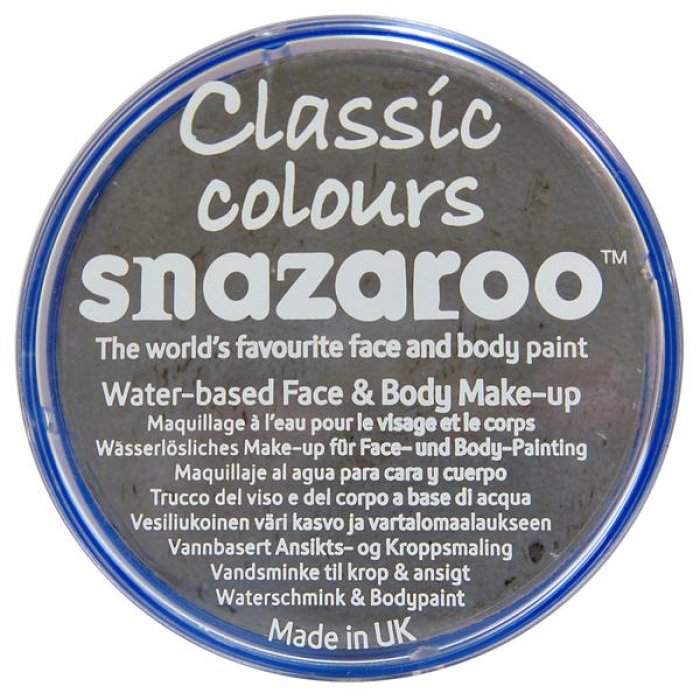 Classic
colours
snazaroo™
The world's favourite face and body paint
Water-based Face & Body Make-up
Maquillage à l'eau pour le visage et le corps
Wasserlösliches Make-up für Face- und Body-Painting
Maquillaje al agua para cara y cuerpo
Trucco del viso e del corpo a base di acqua
Vesiliukoinen väri kasvo ja vartalomaalaukseen
Vannbasert Ansikts- og Kroppsmaling
Vandsminke til krop & ansigt
Waterschmink & Bodypaint
Made in UK